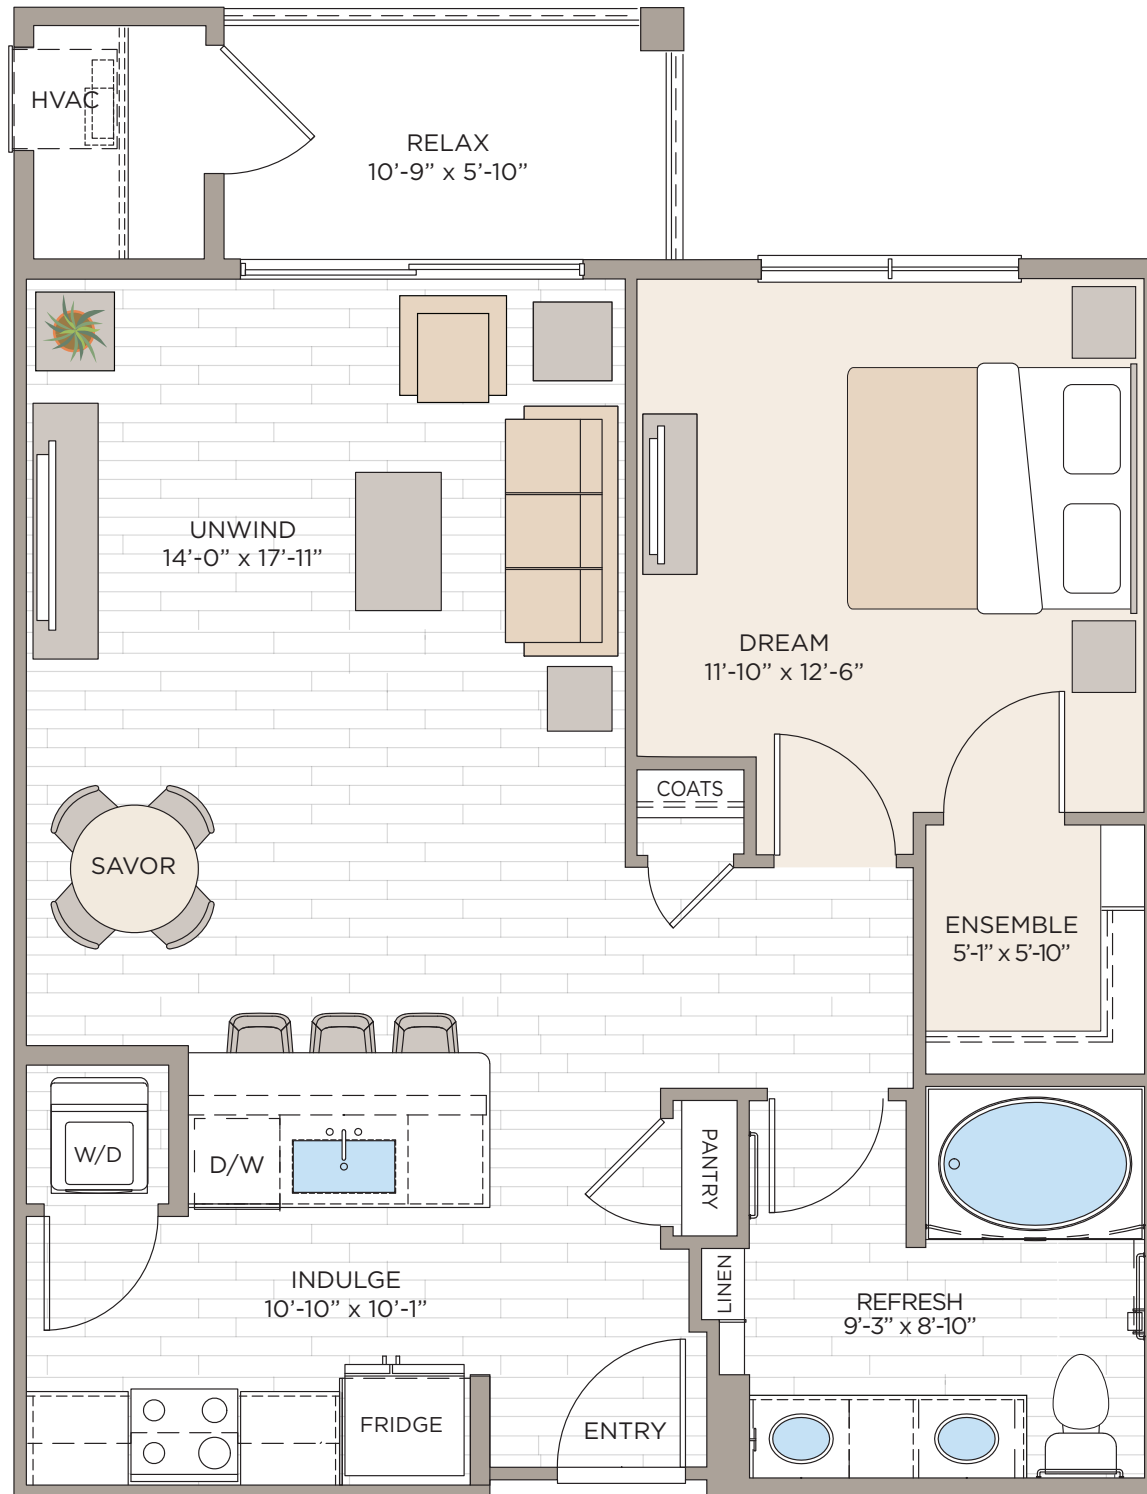 HVAC
RELAX
10’-9” x 5’-10”
UNWIND
14’-0” x 17’-11”
DREAM
11’-10” x 12’-6”
COATS
SAVOR
ENSEMBLE
5’-1” x 5’-10”
W/D
D/W
PANTRY
LINEN
INDULGE
10’-10” x 10’-1”
REFRESH
9’-3” x 8’-10”
FRIDGE
ENTRY